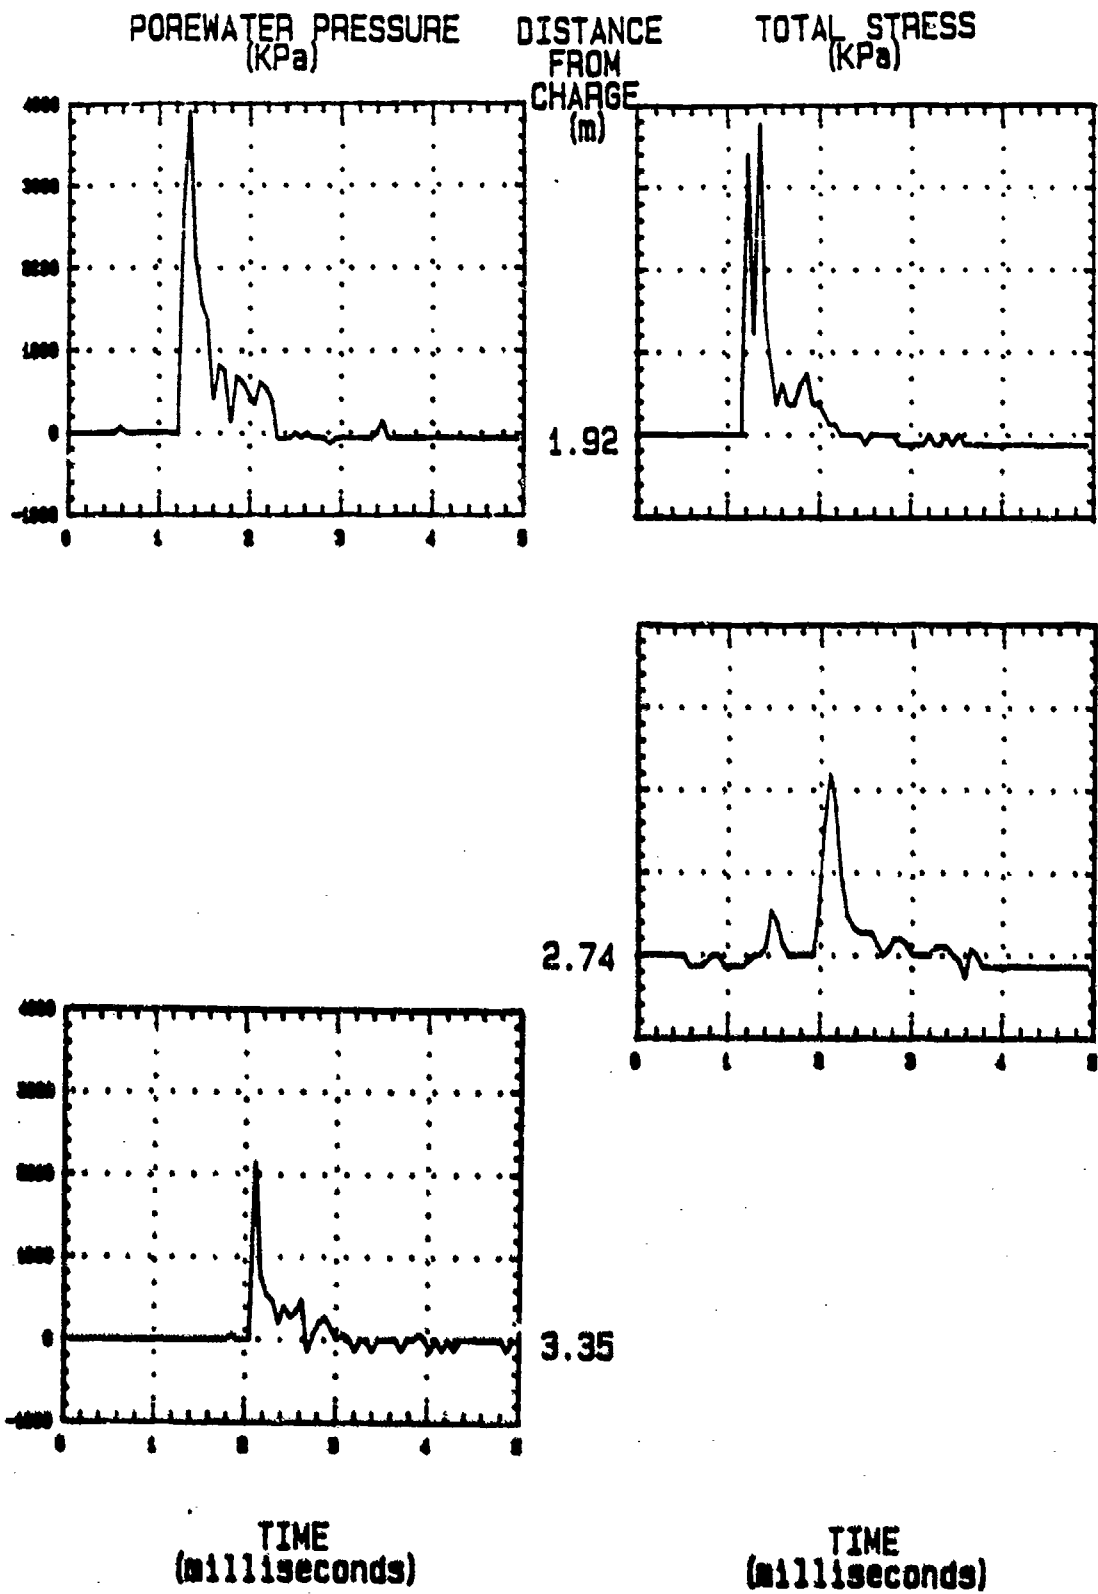 POREWATER PRESSURE
(KPa)
DISTANCE
FROM
CHARGE
(m)
TOTAL STRESS
(KPa)
4000
3000
2000
1000
0
-1000
0 1 2 3 4 5
1.92
2.74
0 1 2 3 4 5
4000
3000
2000
1000
0
-1000
0 1 2 3 4 5
3.35
TIME
(milliseconds)
TIME
(milliseconds)